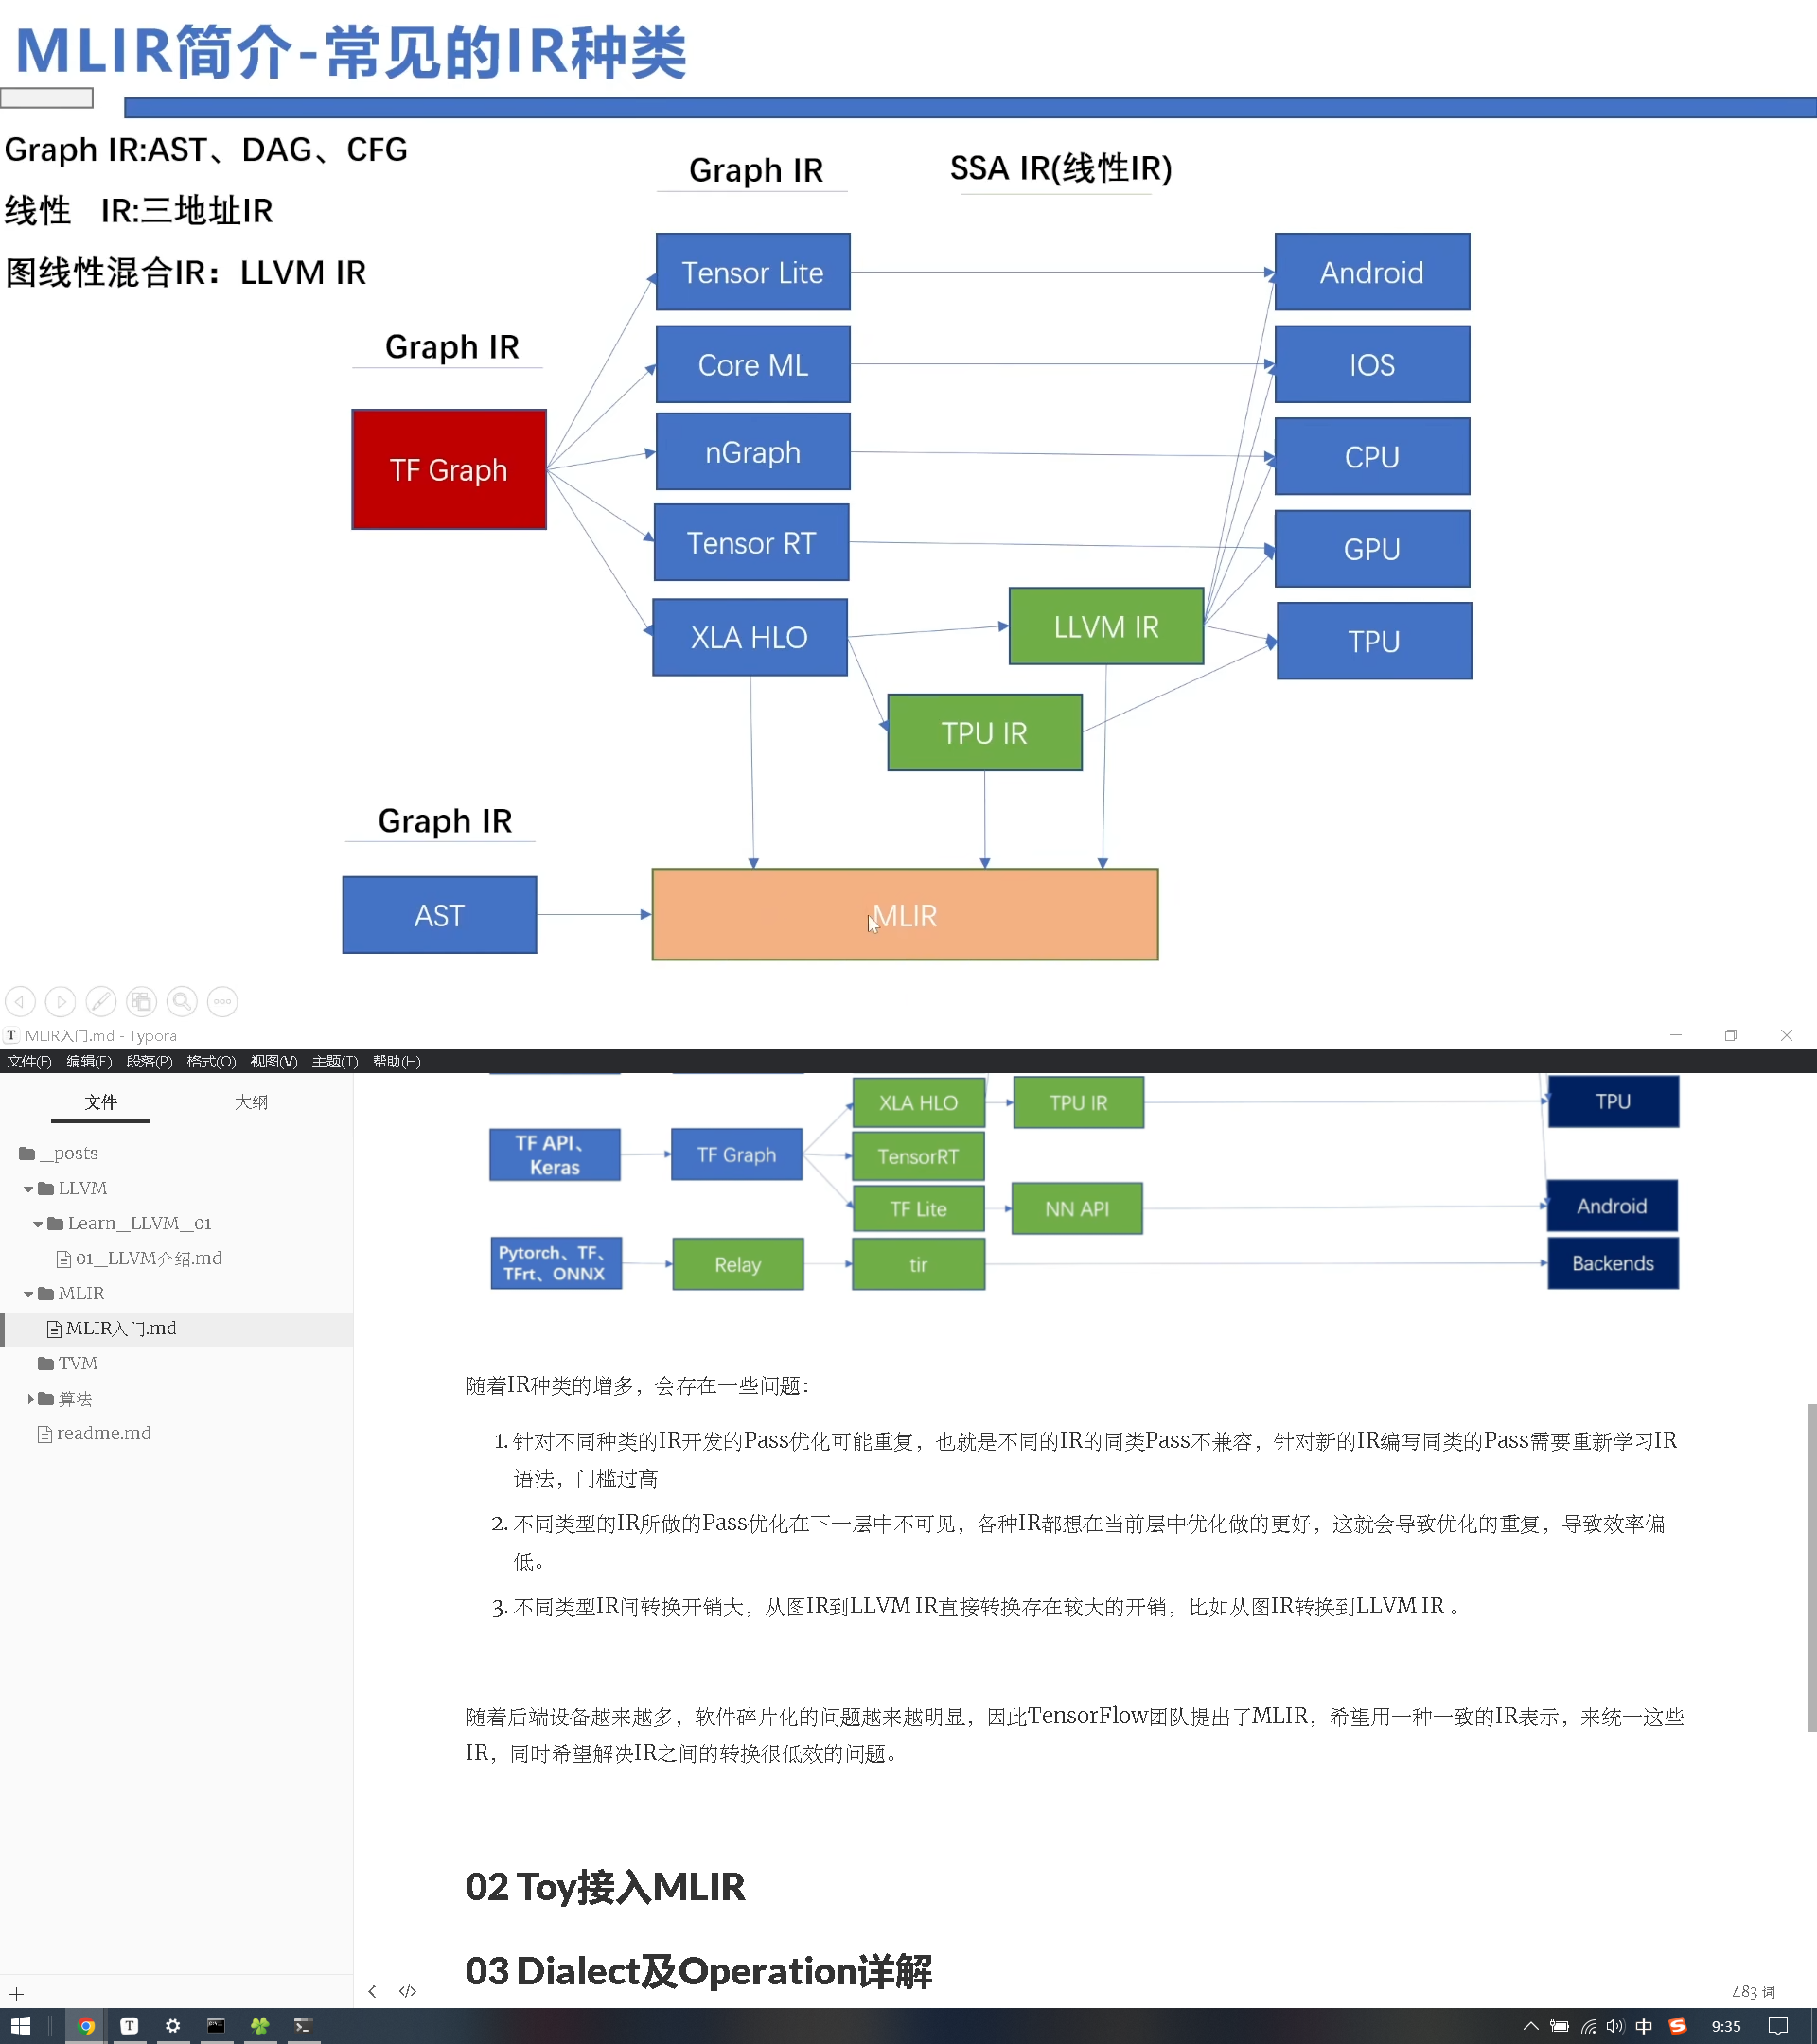 MLIR简介-常见的IR种类
Graph IR:AST、DAG、CFG
线性 IR:三地址IR
图线性混合IR：LLVM IR
Graph IR
SSA IR(线性IR)
Graph IR
TF Graph
Tensor Lite
Core ML
nGraph
Tensor RT
XLA HLO
LLVM IR
TPU IR
Android
IOS
CPU
GPU
TPU
Graph IR
AST
MLIR
MLIR入门.md - Typora
文件(F) 编辑(E) 段落(P) 格式(O) 视图(V) 主题(T) 帮助(H)
文件 大纲
__posts
LLVM
Learn_LLVM_01
01_LLVM介绍.md
MLIR
MLIR入门.md
TVM
算法
readme.md
XLA HLO
TPU IR
TPU
TF API、
Keras
TF Graph
TensorRT
TF Lite
NN API
Android
Pytorch、TF、
TFrt、ONNX
Relay
tir
Backends
随着IR种类的增多，会存在一些问题：
1. 针对不同种类的IR开发的Pass优化可能重复，也就是不同的IR的同类Pass不兼容，针对新的IR编写同类的Pass需要重新学习IR
语法，门槛过高
2. 不同类型的IR所做的Pass优化在下一层中不可见，各种IR都想在当前层中优化做的更好，这就会导致优化的重复，导致效率偏
低。
3. 不同类型IR间转换开销大，从图IR到LLVM IR直接转换存在较大的开销，比如从图IR转换到LLVM IR 。
随着后端设备越来越多，软件碎片化的问题越来越明显，因此TensorFlow团队提出了MLIR，希望用一种一致的IR表示，来统一这些
IR，同时希望解决IR之间的转换很低效的问题。
02 Toy接入MLIR
03 Dialect及Operation详解
483 词
中
9:35